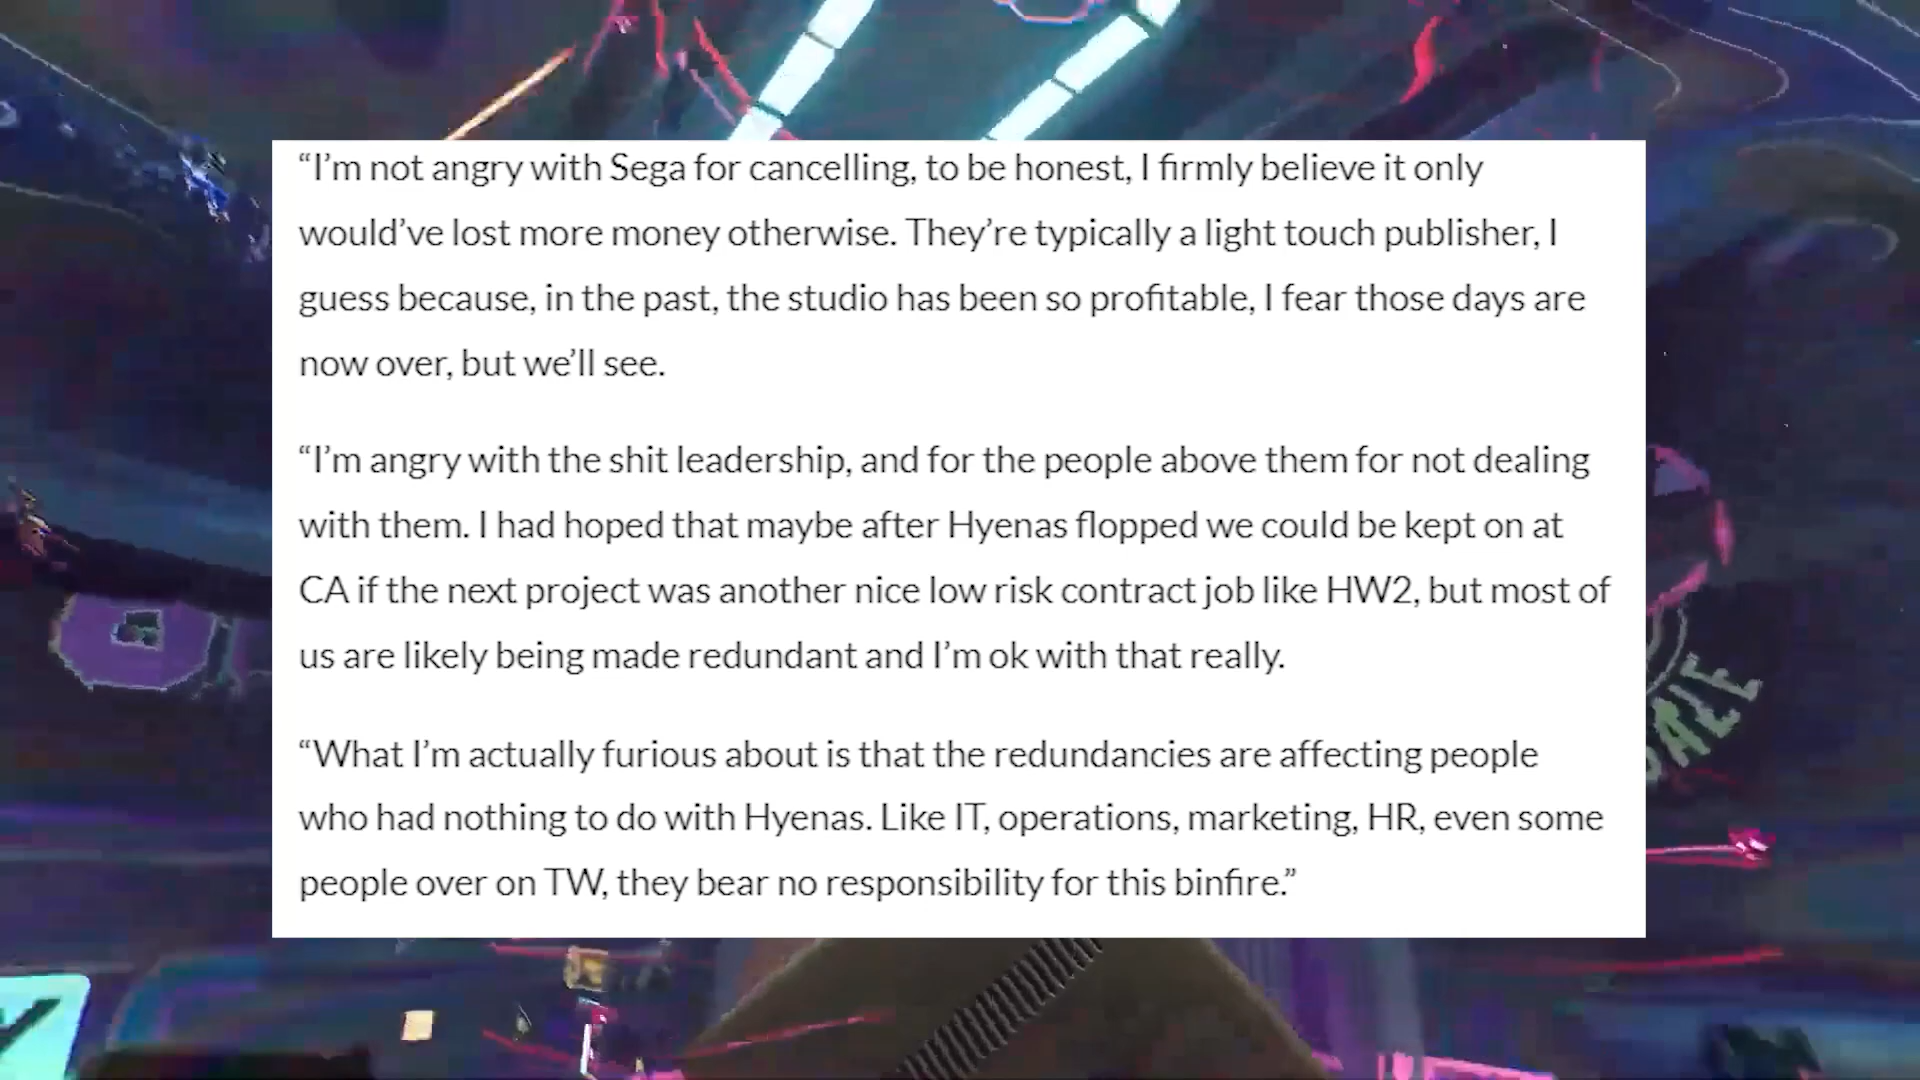 “I’m not angry with Sega for cancelling, to be honest, I firmly believe it only
would’ve lost more money otherwise. They’re typically a light touch publisher, I
guess because, in the past, the studio has been so profitable, I fear those days are
now over, but we’ll see.
“I’m angry with the shit leadership, and for the people above them for not dealing
with them. I had hoped that maybe after Hyenas flopped we could be kept on at
CA if the next project was another nice low risk contract job like HW2, but most of
us are likely being made redundant and I’m ok with that really.
“What I’m actually furious about is that the redundancies are affecting people
who had nothing to do with Hyenas. Like IT, operations, marketing, HR, even some
people over on TW, they bear no responsibility for this binfire.”